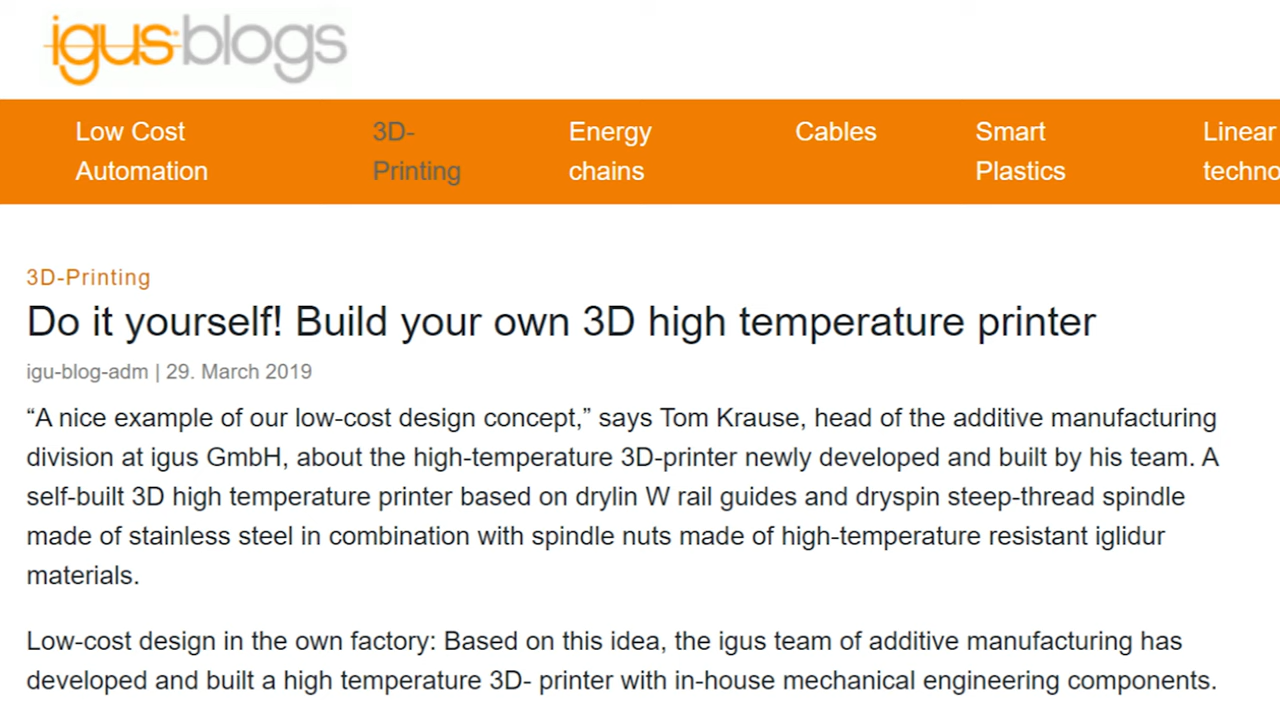 igus blogs
Low Cost Automation
3D-Printing
Energy chains
Cables
Smart Plastics
Linear techno
3D-Printing
Do it yourself! Build your own 3D high temperature printer
igu-blog-adm | 29. March 2019
“A nice example of our low-cost design concept,” says Tom Krause, head of the additive manufacturing
division at igus GmbH, about the high-temperature 3D-printer newly developed and built by his team. A
self-built 3D high temperature printer based on drylin W rail guides and dryspin steep-thread spindle
made of stainless steel in combination with spindle nuts made of high-temperature resistant iglidur
materials.
Low-cost design in the own factory: Based on this idea, the igus team of additive manufacturing has
developed and built a high temperature 3D- printer with in-house mechanical engineering components.